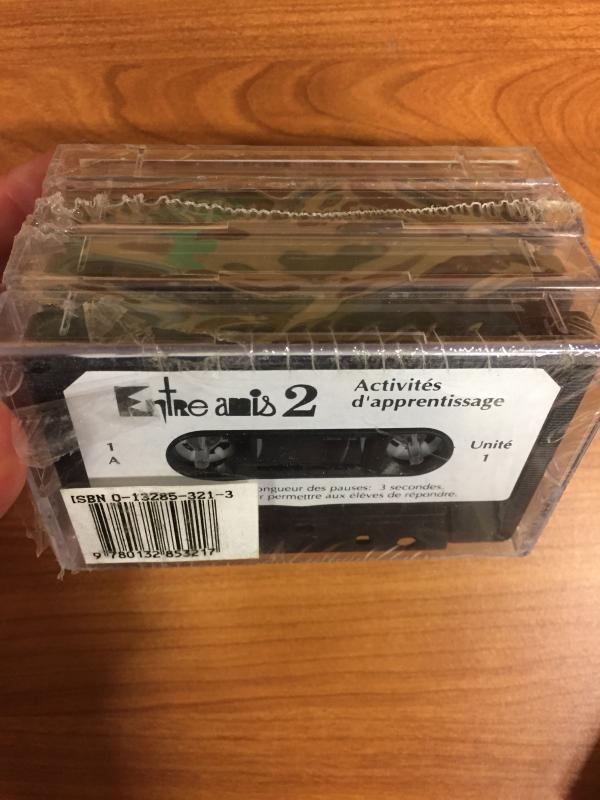 Entre amis 2
Activités
d'apprentissage
1
A
Unité
1
ongueur des pauses: 3 secondes.
r permettre aux élèves de répondre.
ISBN 0-13285-321-3
9 780132 853217